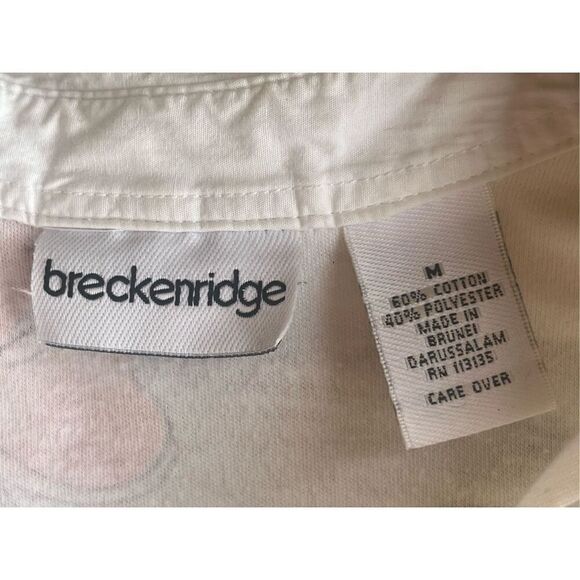 breckenridge
M
60% COTTON
40% POLYESTER
MADE IN
BRUNEI
DARUSSALAM
RN 113135
CARE OVER